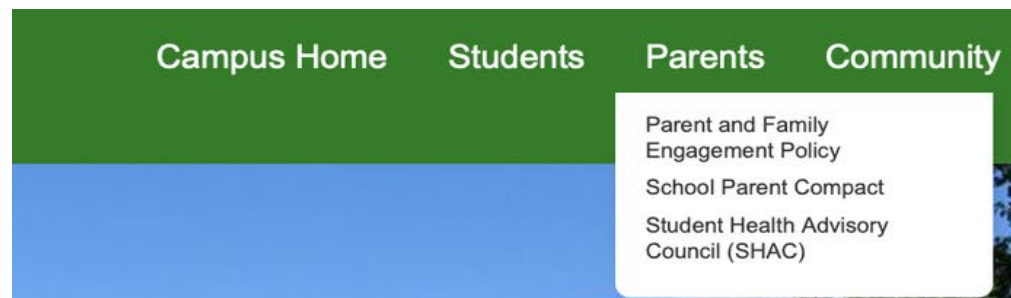 Campus Home Students Parents Community
Parent and Family
Engagement Policy
School Parent Compact
Student Health Advisory
Council (SHAC)